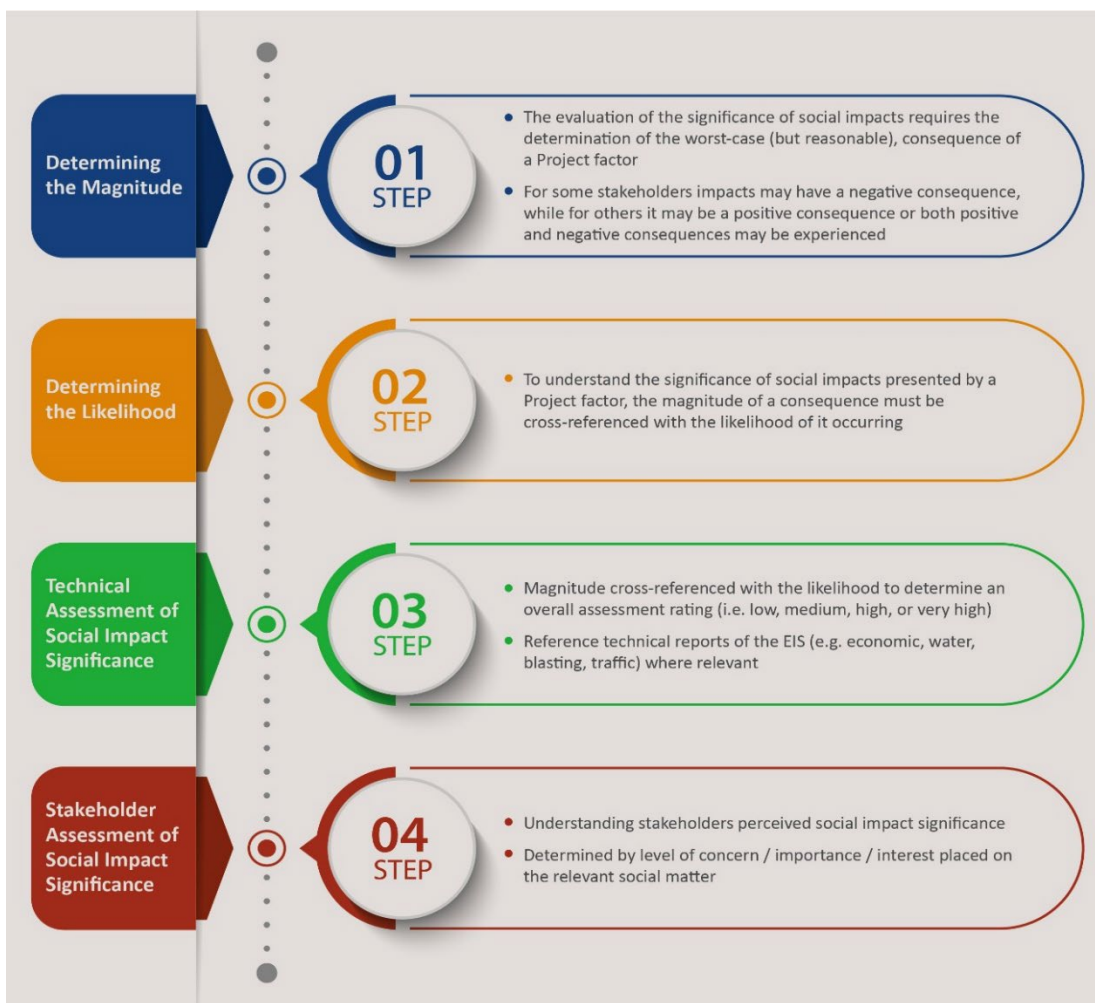 Determining
the Magnitude
01
STEP
• The evaluation of the significance of social impacts requires the
determination of the worst-case (but reasonable), consequence of
a Project factor
• For some stakeholders impacts may have a negative consequence,
while for others it may be a positive consequence or both positive
and negative consequences may be experienced
Determining
the Likelihood
02
STEP
• To understand the significance of social impacts presented by a
Project factor, the magnitude of a consequence must be
cross-referenced with the likelihood of it occurring
Technical
Assessment of
Social Impact
Significance
03
STEP
• Magnitude cross-referenced with the likelihood to determine an
overall assessment rating (i.e. low, medium, high, or very high)
• Reference technical reports of the EIS (e.g. economic, water,
blasting, traffic) where relevant
Stakeholder
Assessment of
Social Impact
Significance
04
STEP
• Understanding stakeholders perceived social impact significance
• Determined by level of concern / importance / interest placed on
the relevant social matter